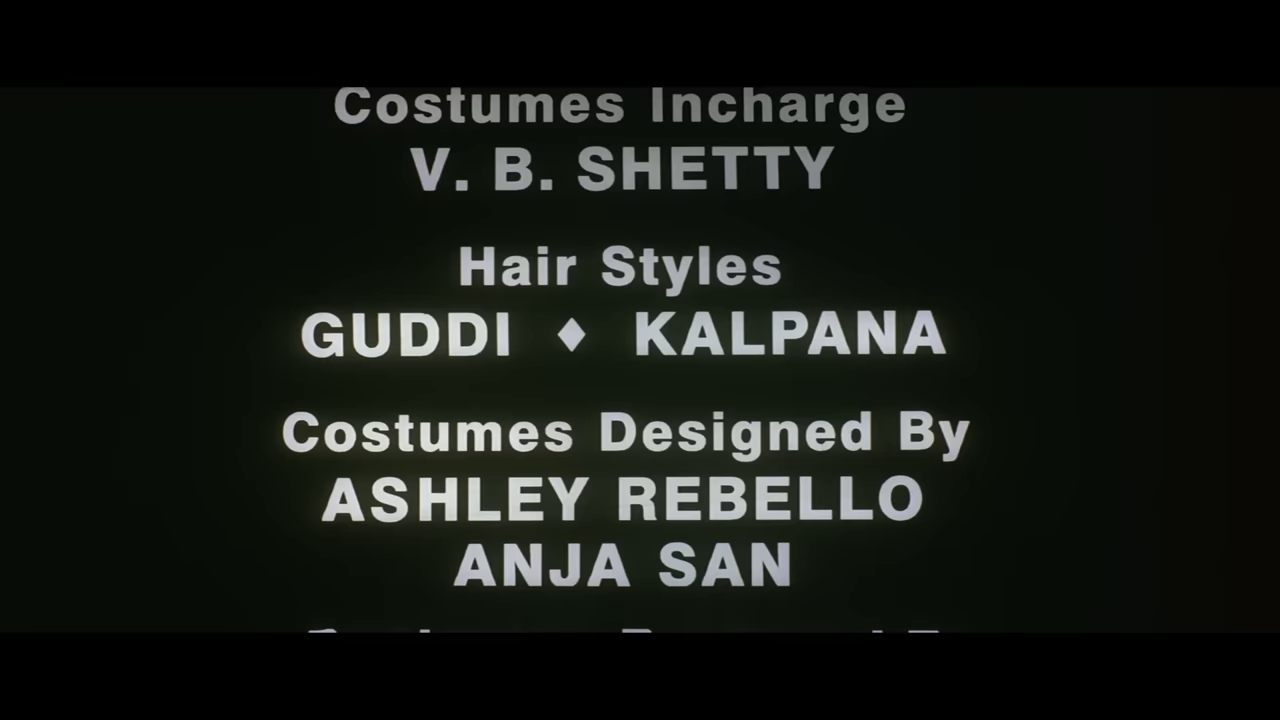 Costumes Incharge
V. B. SHETTY
Hair Styles
GUDDI ♦ KALPANA
Costumes Designed By
ASHLEY REBELLO
ANJA SAN